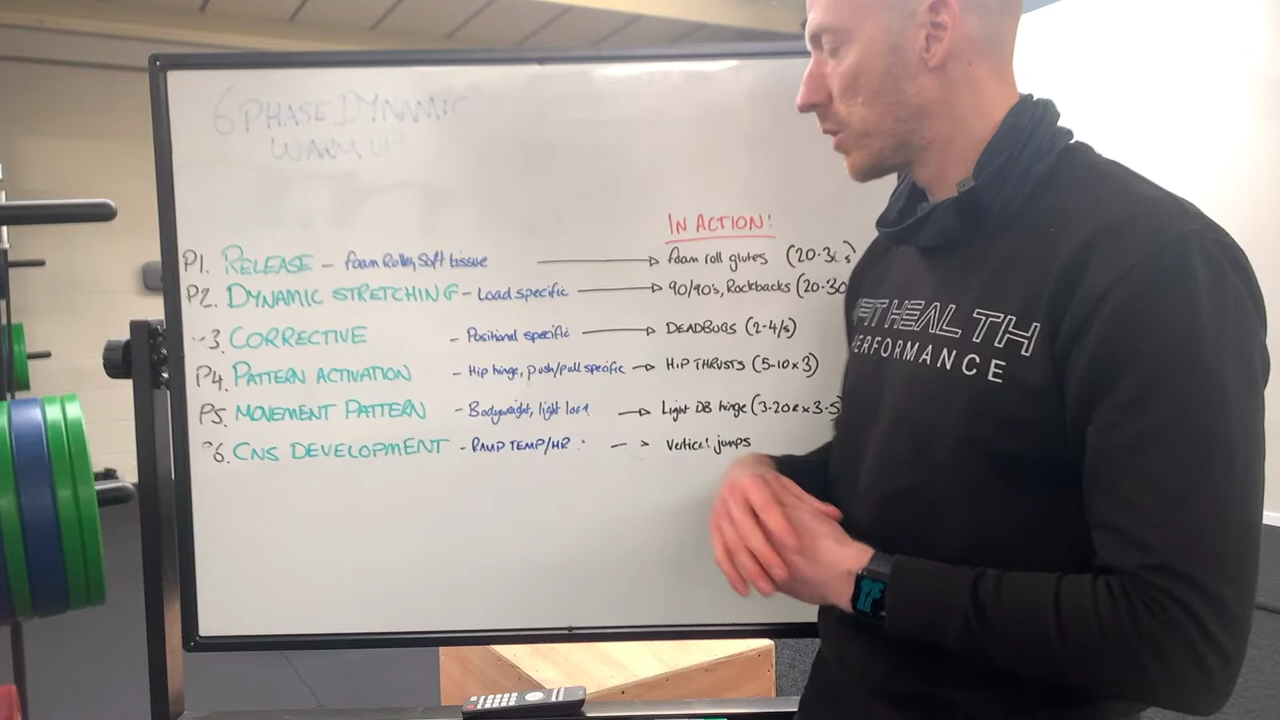 6 PHASE DYNAMIC
WARM UP
IN ACTION!
P1. RELEASE - foam Roller, Soft tissue → foam roll glutes (20-30s)
P2. DYNAMIC STRETCHING - Load specific → 90/90s, Rockbacks (20-30
3. CORRECTIVE - Positional specific → DEADBUGS (2-4/s)
P4. PATTERN ACTIVATION - Hip hinge, push/pull specific → HIP THRUSTS (5-10x3)
P5. MOVEMENT PATTERN - Bodyweight, light load → Light DB hinge (3-20R x 3-5)
P6. CNS DEVELOPMENT - RAMP TEMP/HR → Vertical jumps
FIT HEALTH
PERFORMANCE